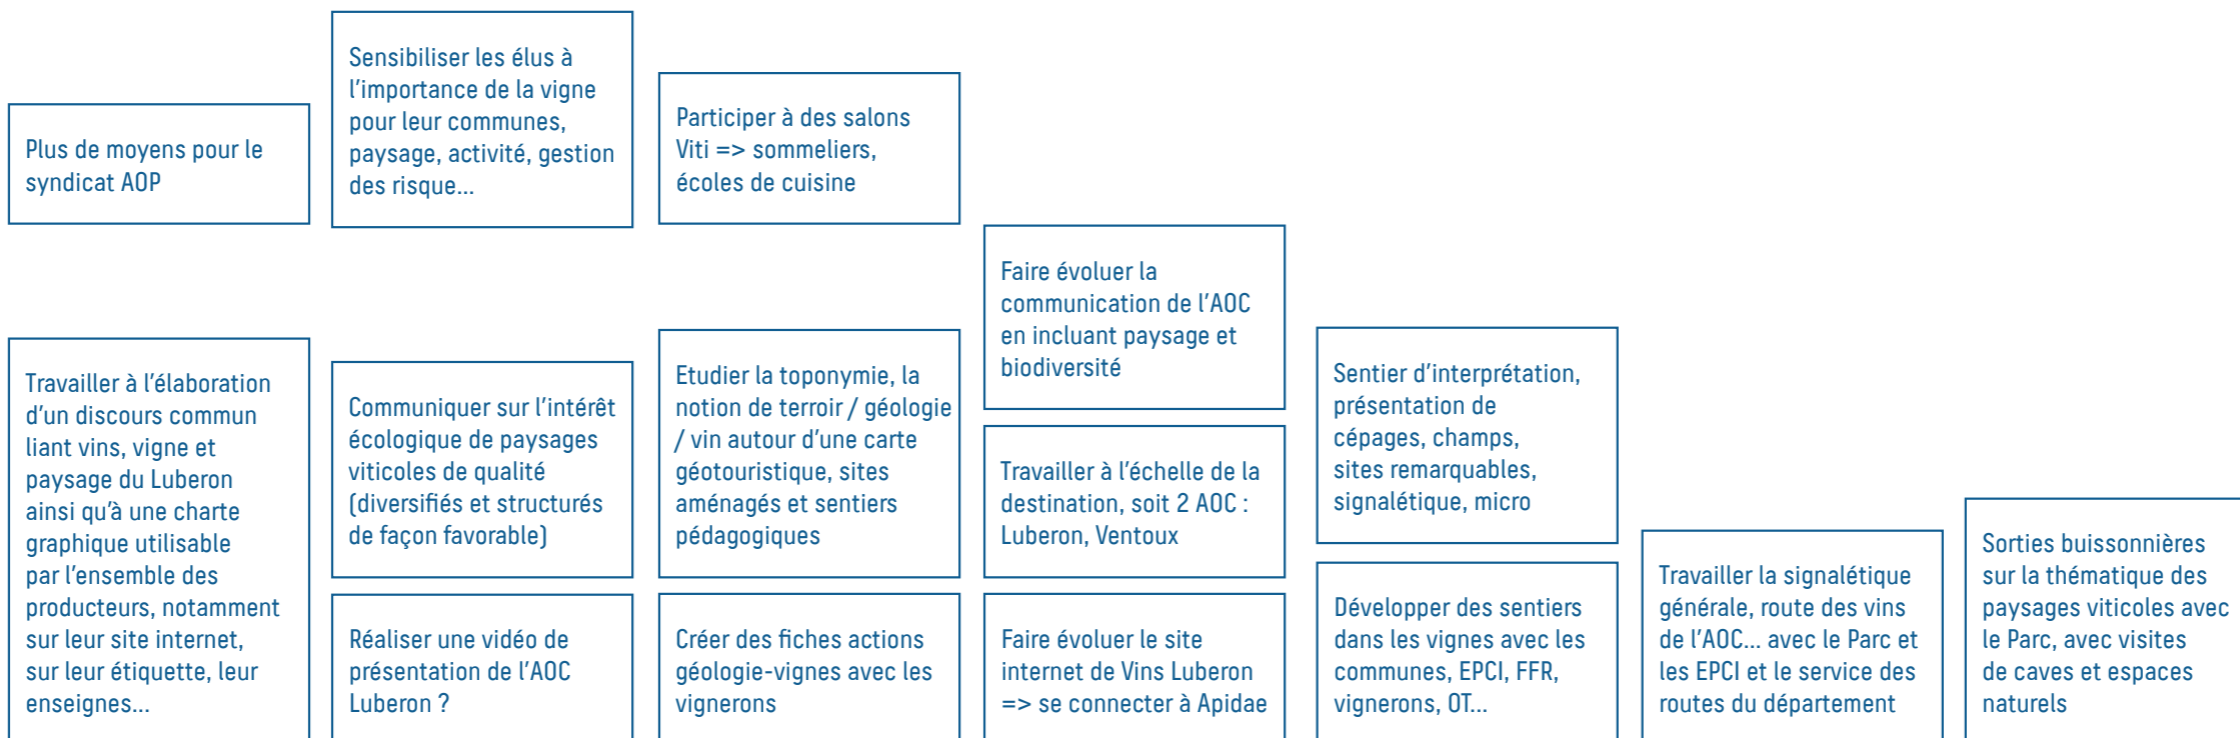 Plus de moyens pour le
syndicat AOP
Sensibiliser les élus à
l'importance de la vigne
pour leur communes,
paysage, activité, gestion
des risque...
Participer à des salons
Viti => sommeliers,
écoles de cuisine
Travailler à l'élaboration
d'un discours commun
liant vins, vigne et
paysage du Luberon
ainsi qu'à une charte
graphique utilisable
par l'ensemble des
producteurs, notamment
sur leur site internet,
sur leur étiquette, leur
enseignes...
Communiquer sur l'intérêt
écologique de paysages
viticoles de qualité
(diversifiés et structurés
de façon favorable)
Réaliser une vidéo de
présentation de l'AOC
Luberon ?
Etudier la toponymie, la
notion de terroir / géologie
/ vin autour d'une carte
géotouristique, sites
aménagés et sentiers
pédagogiques
Créer des fiches actions
géologie-vignes avec les
vignerons
Faire évoluer la
communication de l'AOC
en incluant paysage et
biodiversité
Travailler à l'échelle de la
destination, soit 2 AOC :
Luberon, Ventoux
Faire évoluer le site
internet de Vins Luberon
=> se connecter à Apidae
Sentier d'interprétation,
présentation de
cépages, champs,
sites remarquables,
signalétique, micro
Développer des sentiers
dans les vignes avec les
communes, EPCI, FFR,
vignerons, OT...
Travailler la signalétique
générale, route des vins
de l'AOC... avec le Parc et
les EPCI et le service des
routes du département
Sorties buissonnières
sur la thématique des
paysages viticoles avec
le Parc, avec visites
de caves et espaces
naturels